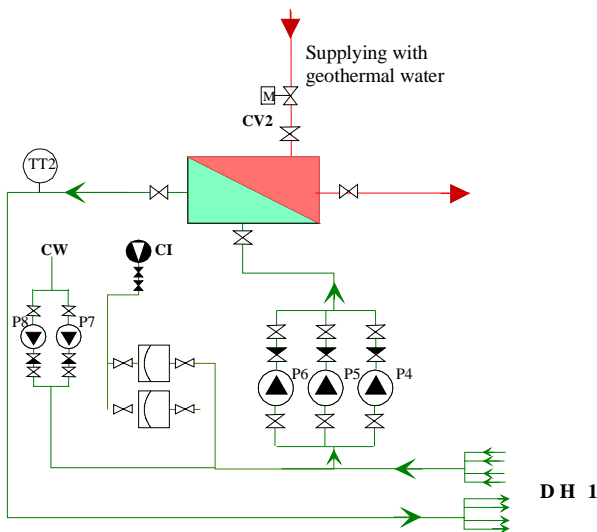 Supplying with
geothermal water
M
CV2
TT2
CW
CI
P8
P7
P6
P5
P4
D H 1